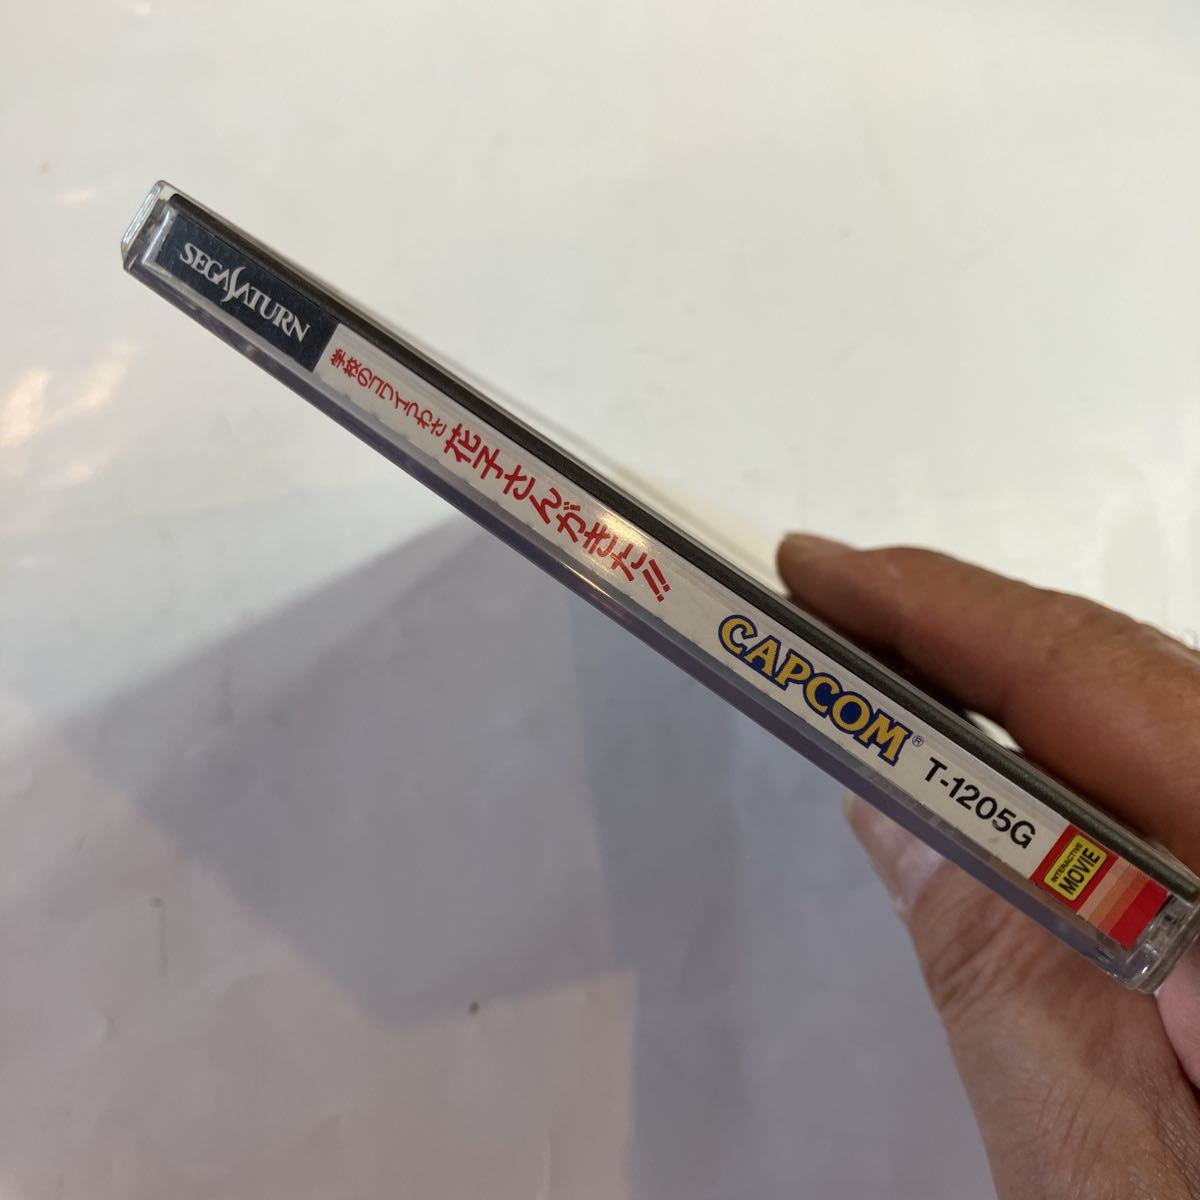 SEGA SATURN
学校のコワイうわさ 花子さんがきた!!
CAPCOM®
T-1205G
INTERACTIVE
MOVIE